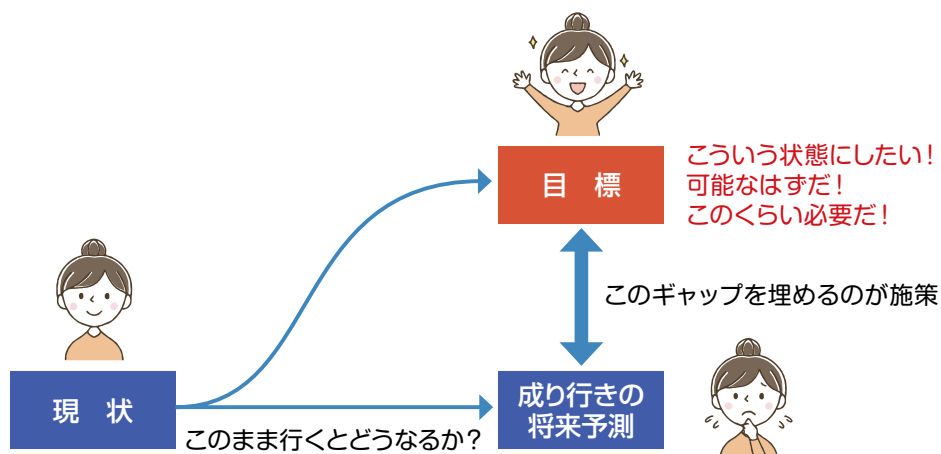 目　標
こういう状態にしたい！
可能なはずだ！
このくらい必要だ！
このギャップを埋めるのが施策
現　状
このまま行くとどうなるか？
成り行きの
将来予測